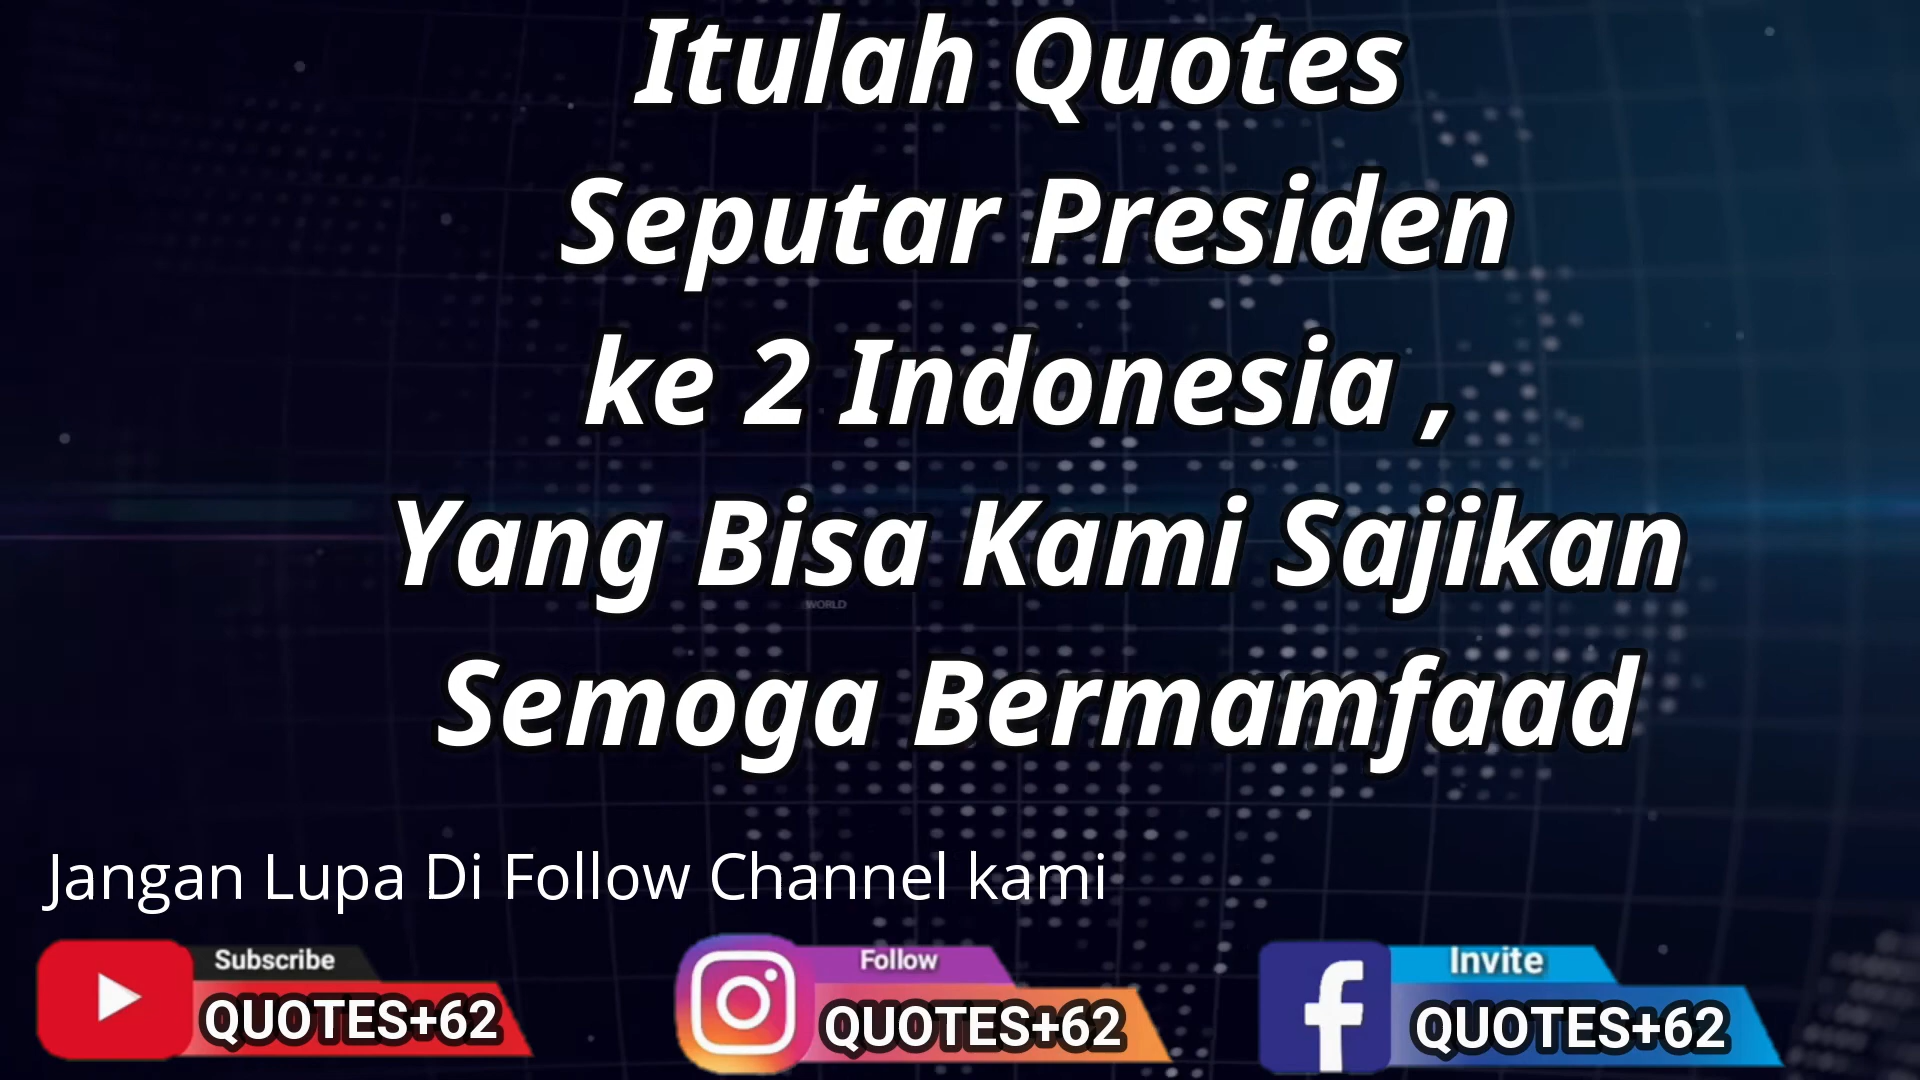 Itulah Quotes
Seputar Presiden
ke 2 Indonesia ,
Yang Bisa Kami Sajikan
Semoga Bermamfaad
WORLD
Jangan Lupa Di Follow Channel kami
Subscribe
QUOTES+62
Follow
QUOTES+62
Invite
QUOTES+62